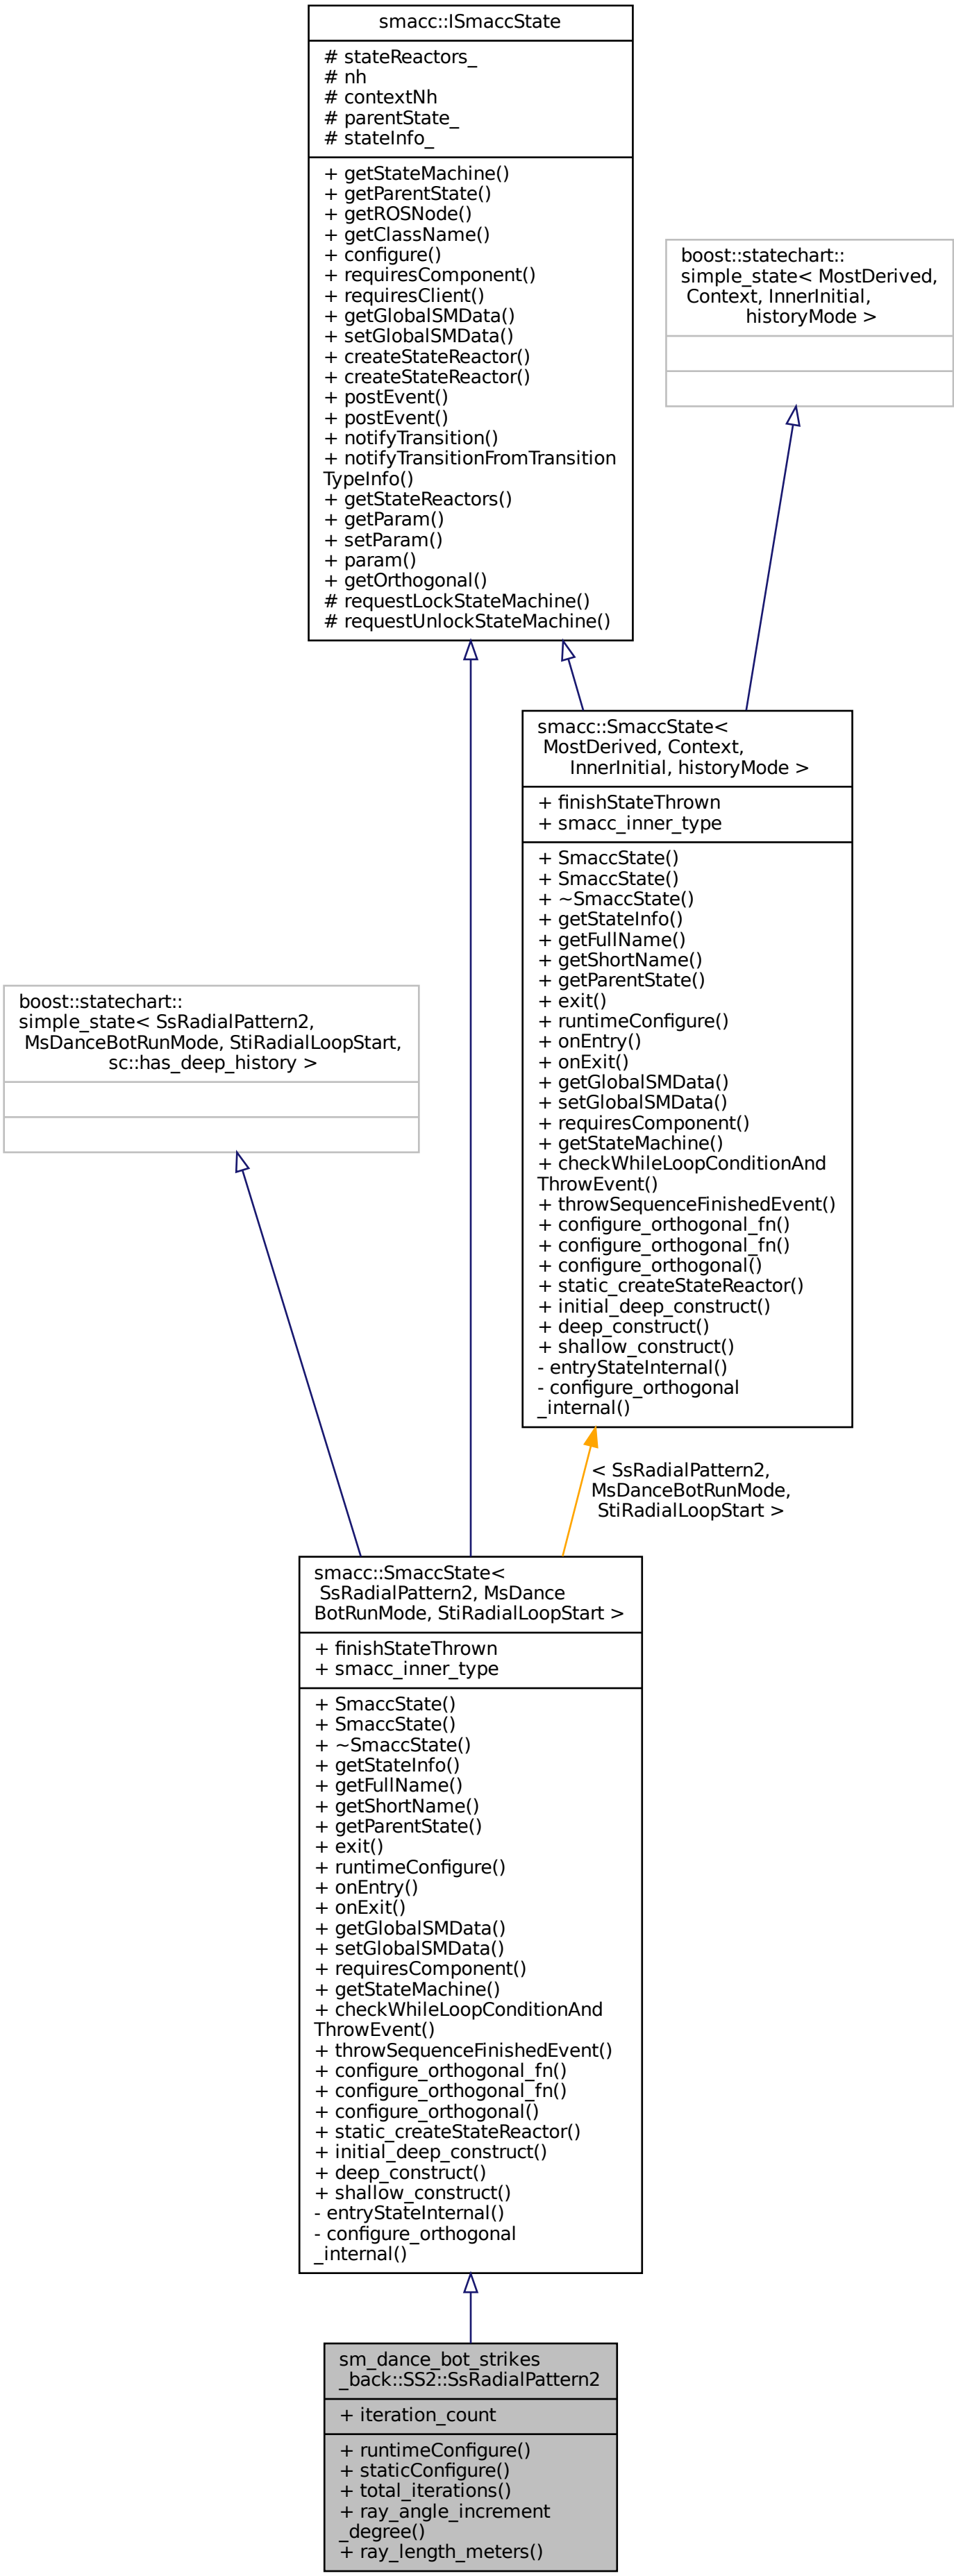 smacc::ISmaccState
# stateReactors_
# nh
# contextNh
# parentState_
# stateInfo_
+ getStateMachine()
+ getParentState()
+ getROSNode()
+ getClassName()
+ configure()
+ requiresComponent()
+ requiresClient()
+ getGlobalSMData()
+ setGlobalSMData()
+ createStateReactor()
+ createStateReactor()
+ postEvent()
+ postEvent()
+ notifyTransition()
+ notifyTransitionFromTransition
TypeInfo()
+ getStateReactors()
+ getParam()
+ setParam()
+ param()
+ getOrthogonal()
# requestLockStateMachine()
# requestUnlockStateMachine()
boost::statechart::
simple_state< MostDerived,
Context, InnerInitial,
historyMode >
smacc::SmaccState<
MostDerived, Context,
InnerInitial, historyMode >
+ finishStateThrown
+ smacc_inner_type
+ SmaccState()
+ SmaccState()
+ ~SmaccState()
+ getStateInfo()
+ getFullName()
+ getShortName()
+ getParentState()
+ exit()
+ runtimeConfigure()
+ onEntry()
+ onExit()
+ getGlobalSMData()
+ setGlobalSMData()
+ requiresComponent()
+ getStateMachine()
+ checkWhileLoopConditionAnd
ThrowEvent()
+ throwSequenceFinishedEvent()
+ configure_orthogonal_fn()
+ configure_orthogonal_fn()
+ configure_orthogonal()
+ static_createStateReactor()
+ initial_deep_construct()
+ deep_construct()
+ shallow_construct()
- entryStateInternal()
- configure_orthogonal
_internal()
boost::statechart::
simple_state< SsRadialPattern2,
MsDanceBotRunMode, StiRadialLoopStart,
sc::has_deep_history >
< SsRadialPattern2,
MsDanceBotRunMode,
StiRadialLoopStart >
smacc::SmaccState<
SsRadialPattern2, MsDance
BotRunMode, StiRadialLoopStart >
+ finishStateThrown
+ smacc_inner_type
+ SmaccState()
+ SmaccState()
+ ~SmaccState()
+ getStateInfo()
+ getFullName()
+ getShortName()
+ getParentState()
+ exit()
+ runtimeConfigure()
+ onEntry()
+ onExit()
+ getGlobalSMData()
+ setGlobalSMData()
+ requiresComponent()
+ getStateMachine()
+ checkWhileLoopConditionAnd
ThrowEvent()
+ throwSequenceFinishedEvent()
+ configure_orthogonal_fn()
+ configure_orthogonal_fn()
+ configure_orthogonal()
+ static_createStateReactor()
+ initial_deep_construct()
+ deep_construct()
+ shallow_construct()
- entryStateInternal()
- configure_orthogonal
_internal()
sm_dance_bot_strikes
_back::SS2::SsRadialPattern2
+ iteration_count
+ runtimeConfigure()
+ staticConfigure()
+ total_iterations()
+ ray_angle_increment
_degree()
+ ray_length_meters()